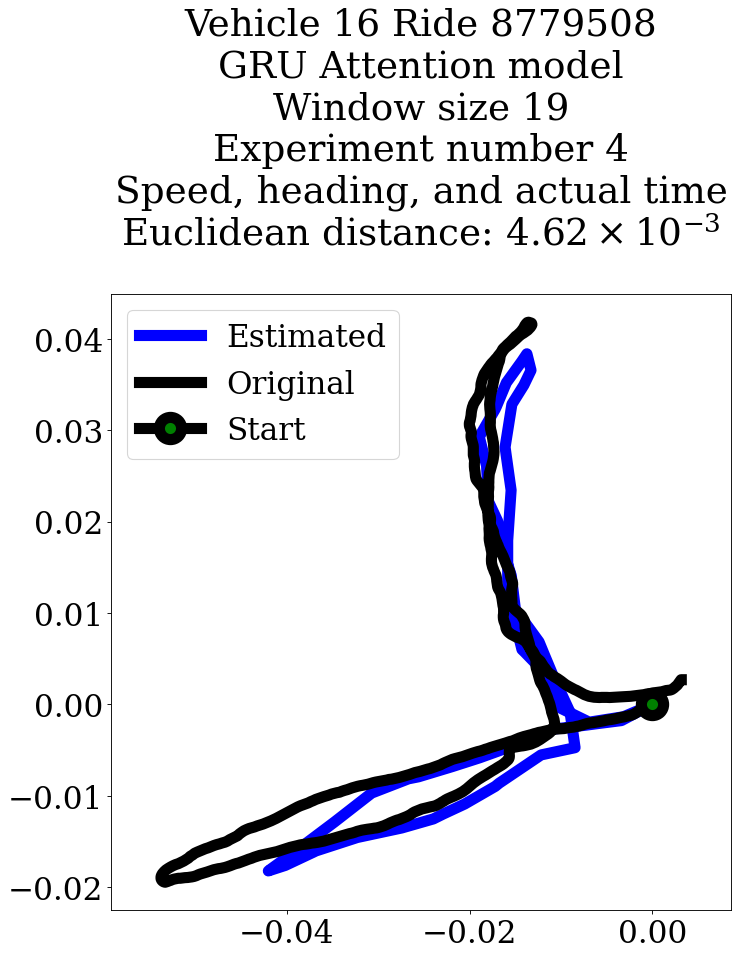 Vehicle 16 Ride 8779508
GRU Attention model
Window size 19
Experiment number 4
Speed, heading, and actual time
Euclidean distance: 4.62 × 10⁻³
Estimated
Original
Start
0.04
0.03
0.02
0.01
0.00
−0.01
−0.02
−0.04
−0.02
0.00